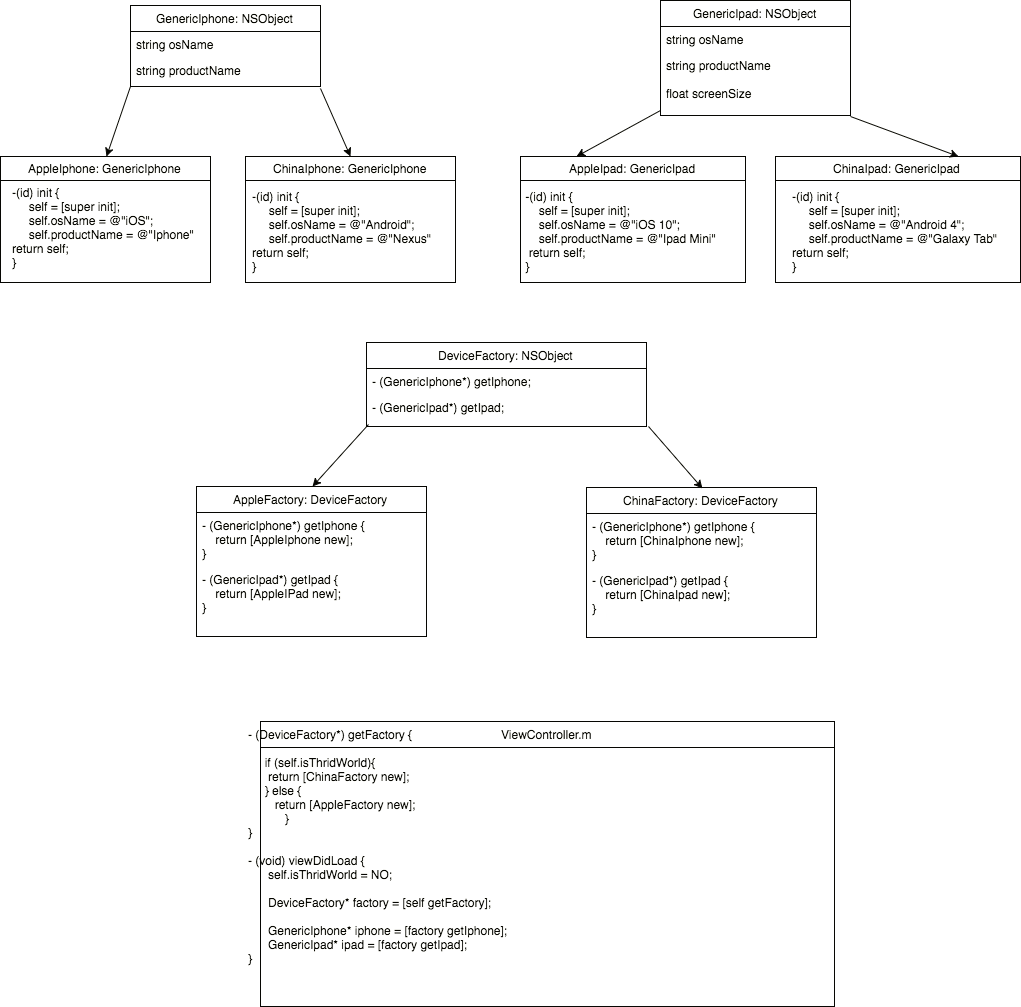 GenericIphone: NSObject
string osName
string productName
GenericIpad: NSObject
string osName
string productName
float screenSize
AppleIphone: GenericIphone
-(id) init {
self = [super init];
self.osName = @"iOS";
self.productName = @"Iphone"
return self;
}
ChinaIphone: GenericIphone
-(id) init {
self = [super init];
self.osName = @"Android";
self.productName = @"Nexus"
return self;
}
AppleIpad: GenericIpad
-(id) init {
self = [super init];
self.osName = @"iOS 10";
self.productName = @"Ipad Mini"
return self;
}
ChinaIpad: GenericIpad
-(id) init {
self = [super init];
self.osName = @"Android 4";
self.productName = @"Galaxy Tab"
return self;
}
DeviceFactory: NSObject
- (GenericIphone*) getIphone;
- (GenericIpad*) getIpad;
AppleFactory: DeviceFactory
- (GenericIphone*) getIphone {
return [AppleIphone new];
}
- (GenericIpad*) getIpad {
return [AppleIPad new];
}
ChinaFactory: DeviceFactory
- (GenericIphone*) getIphone {
return [ChinaIphone new];
}
- (GenericIpad*) getIpad {
return [ChinaIpad new];
}
ViewController.m
- (DeviceFactory*) getFactory {
if (self.isThridWorld){
return [ChinaFactory new];
} else {
return [AppleFactory new];
}
}
- (void) viewDidLoad {
self.isThridWorld = NO;
DeviceFactory* factory = [self getFactory];
GenericIphone* iphone = [factory getIphone];
GenericIpad* ipad = [factory getIpad];
}